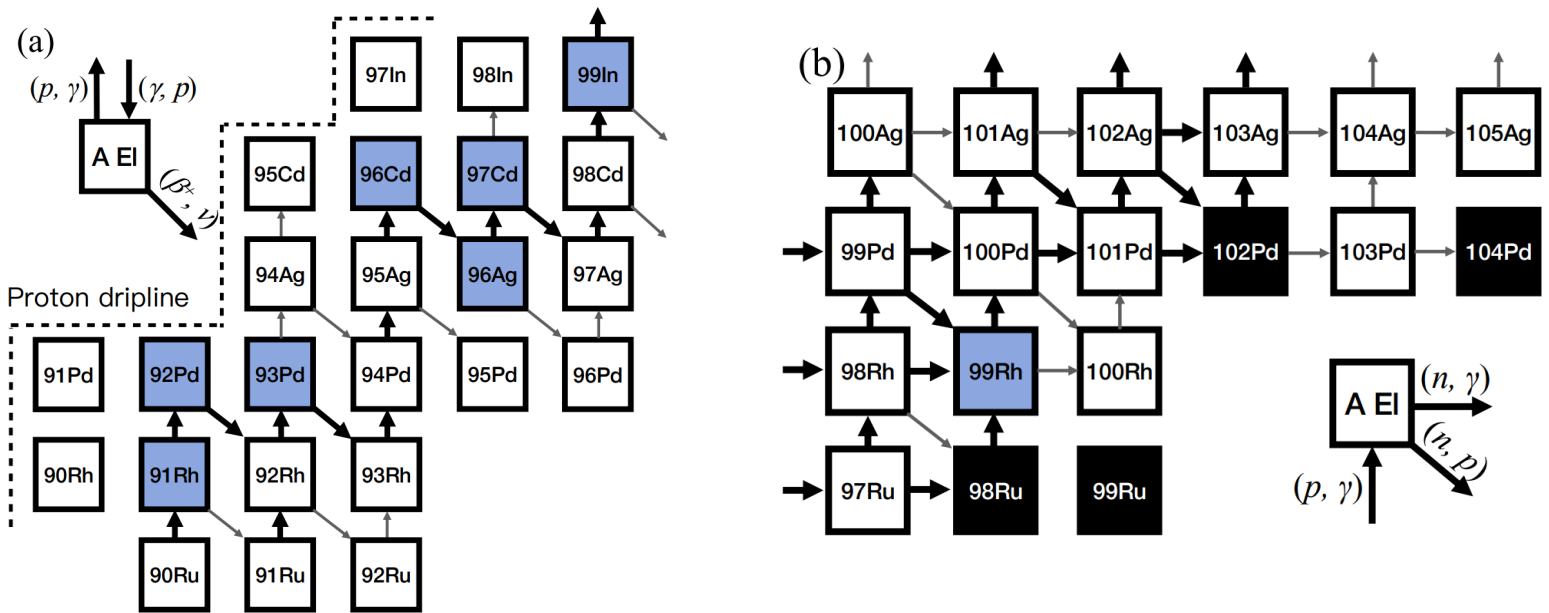 (a)
(p, γ)
(γ, p)
A El
(β⁺, ν)
Proton dripline
97In 98In 99In
95Cd 96Cd 97Cd 98Cd
94Ag 95Ag 96Ag 97Ag
91Pd 92Pd 93Pd 94Pd 95Pd 96Pd
90Rh 91Rh 92Rh 93Rh
90Ru 91Ru 92Ru
(b)
100Ag 101Ag 102Ag 103Ag 104Ag 105Ag
99Pd 100Pd 101Pd 102Pd 103Pd 104Pd
98Rh 99Rh 100Rh
97Ru 98Ru 99Ru
A El
(n, γ)
(n, p)
(p, γ)